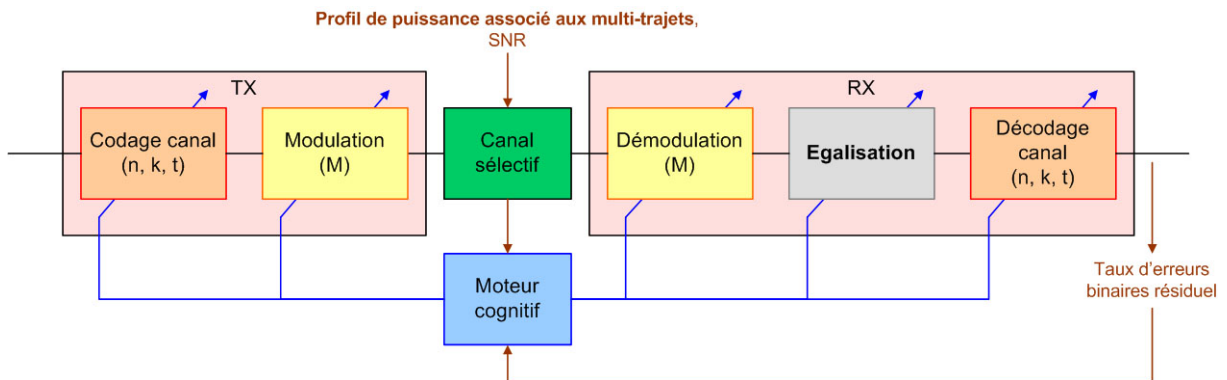 Profil de puissance associé aux multi-trajets,
SNR
TX
RX
Codage canal
(n, k, t)
Modulation
(M)
Canal
sélectif
Démodulation
(M)
Egalisation
Décodage
canal
(n, k, t)
Moteur
cognitif
Taux d'erreurs
binaires résiduel